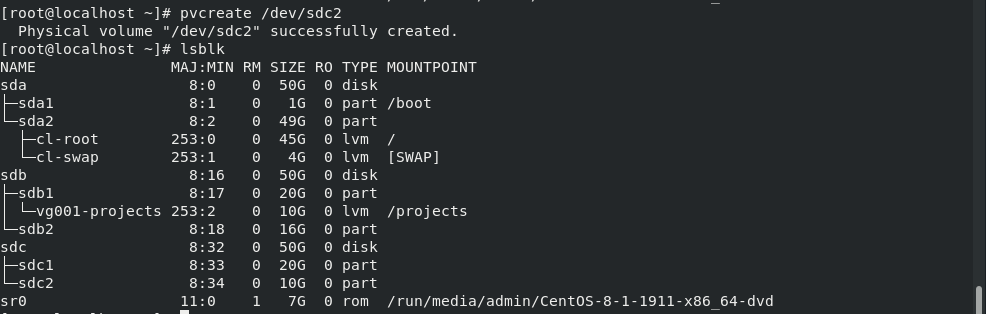 [root@localhost ~]# pvcreate /dev/sdc2
  Physical volume "/dev/sdc2" successfully created.
[root@localhost ~]# lsblk
NAME               MAJ:MIN RM  SIZE RO TYPE MOUNTPOINT
sda                  8:0    0   50G  0 disk
├─sda1               8:1    0    1G  0 part /boot
└─sda2               8:2    0   49G  0 part
  ├─cl-root        253:0    0   45G  0 lvm  /
  └─cl-swap        253:1    0    4G  0 lvm  [SWAP]
sdb                  8:16   0   50G  0 disk
├─sdb1               8:17   0   20G  0 part
│ └─vg001-projects 253:2    0   10G  0 lvm  /projects
└─sdb2               8:18   0   16G  0 part
sdc                  8:32   0   50G  0 disk
├─sdc1               8:33   0   20G  0 part
└─sdc2               8:34   0   10G  0 part
sr0                 11:0    1    7G  0 rom  /run/media/admin/CentOS-8-1-1911-x86_64-dvd